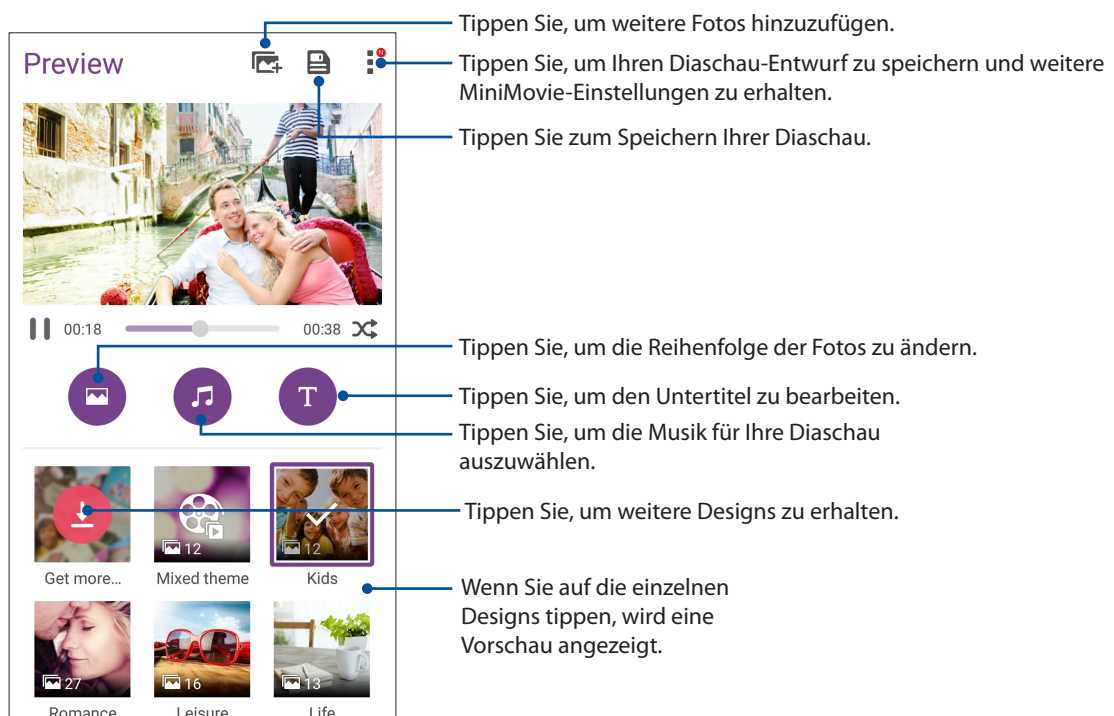 Tippen Sie, um weitere Fotos hinzuzufügen.
Preview
N
Tippen Sie, um Ihren Diaschau-Entwurf zu speichern und weitere
MiniMovie-Einstellungen zu erhalten.
Tippen Sie zum Speichern Ihrer Diaschau.
00:18
00:38
Tippen Sie, um die Reihenfolge der Fotos zu ändern.
T
Tippen Sie, um den Untertitel zu bearbeiten.
Tippen Sie, um die Musik für Ihre Diaschau
auszuwählen.
Tippen Sie, um weitere Designs zu erhalten.
12
12
Get more...
Mixed theme
Kids
Wenn Sie auf die einzelnen
Designs tippen, wird eine
Vorschau angezeigt.
27
16
13
Romance
Leisure
Life